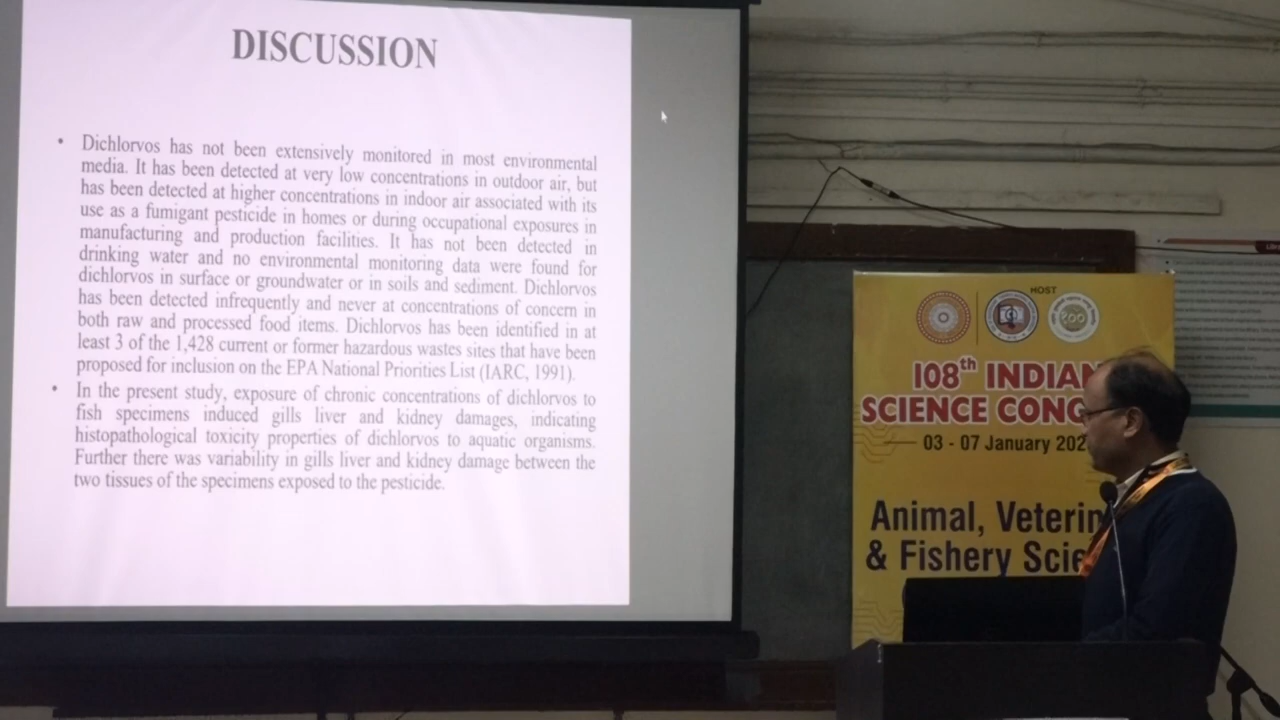 DISCUSSION
• Dichlorvos has not been extensively monitored in most environmental
media. It has been detected at very low concentrations in outdoor air, but
has been detected at higher concentrations in indoor air associated with its
use as a fumigant pesticide in homes or during occupational exposures in
manufacturing and production facilities. It has not been detected in
drinking water and no environmental monitoring data were found for
dichlorvos in surface or groundwater or in soils and sediment. Dichlorvos
has been detected infrequently and never at concentrations of concern in
both raw and processed food items. Dichlorvos has been identified in at
least 3 of the 1,428 current or former hazardous wastes sites that have been
proposed for inclusion on the EPA National Priorities List (IARC, 1991).
• In the present study, exposure of chronic concentrations of dichlorvos to
fish specimens induced gills liver and kidney damages, indicating
histopathological toxicity properties of dichlorvos to aquatic organisms.
Further there was variability in gills liver and kidney damage between the
two tissues of the specimens exposed to the pesticide.
HOST
108th INDIAN
SCIENCE CONG
03 - 07 January 202
Animal, Veterin
& Fishery Scie